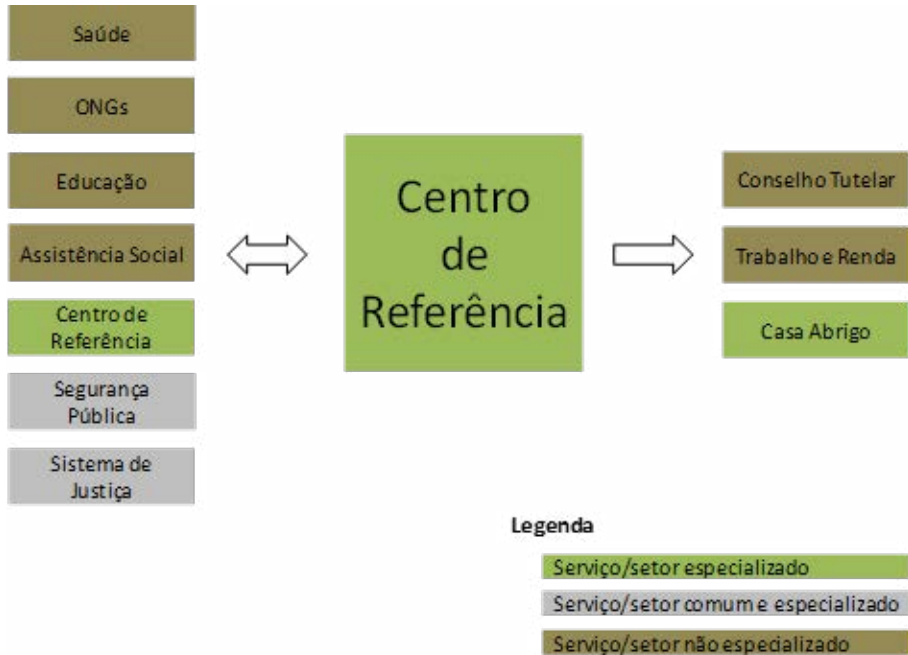 Saúde
ONGs
Educação
Assistência Social
Centro de
Referência
Segurança
Pública
Sistema de
Justiça
Centro
de
Referência
Conselho Tutelar
Trabalho e Renda
Casa Abrigo
Legenda
Serviço/setor especializado
Serviço/setor comum e especializado
Serviço/setor não especializado